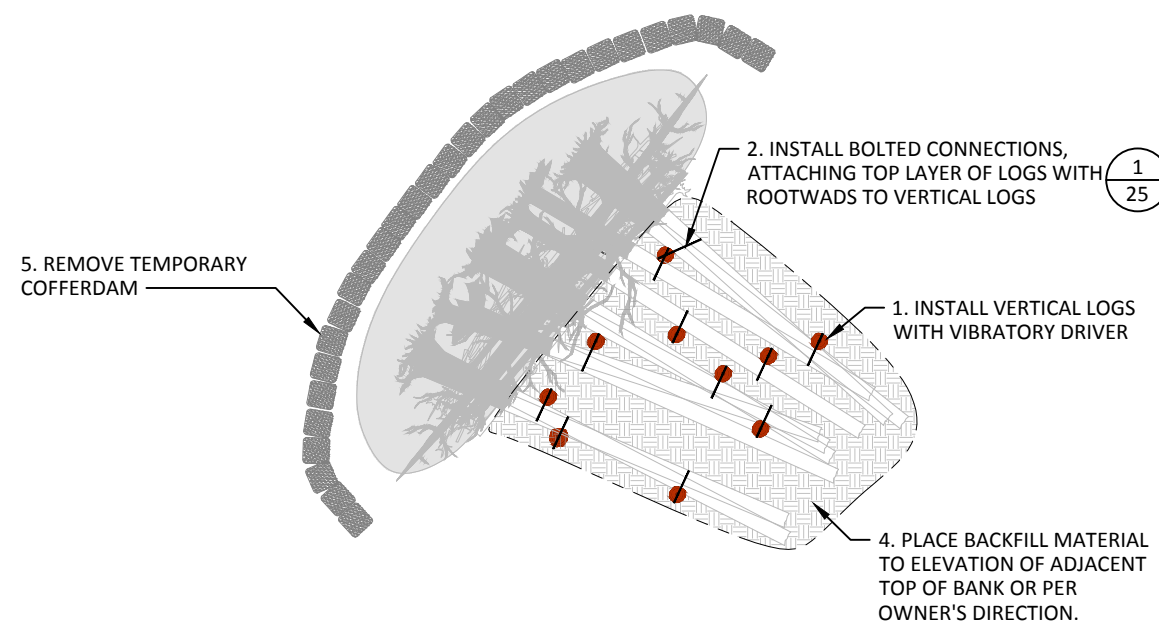 2. INSTALL BOLTED CONNECTIONS,
ATTACHING TOP LAYER OF LOGS WITH
ROOTWADS TO VERTICAL LOGS
1
25
5. REMOVE TEMPORARY
COFFERDAM
1. INSTALL VERTICAL LOGS
WITH VIBRATORY DRIVER
4. PLACE BACKFILL MATERIAL
TO ELEVATION OF ADJACENT
TOP OF BANK OR PER
OWNER'S DIRECTION.